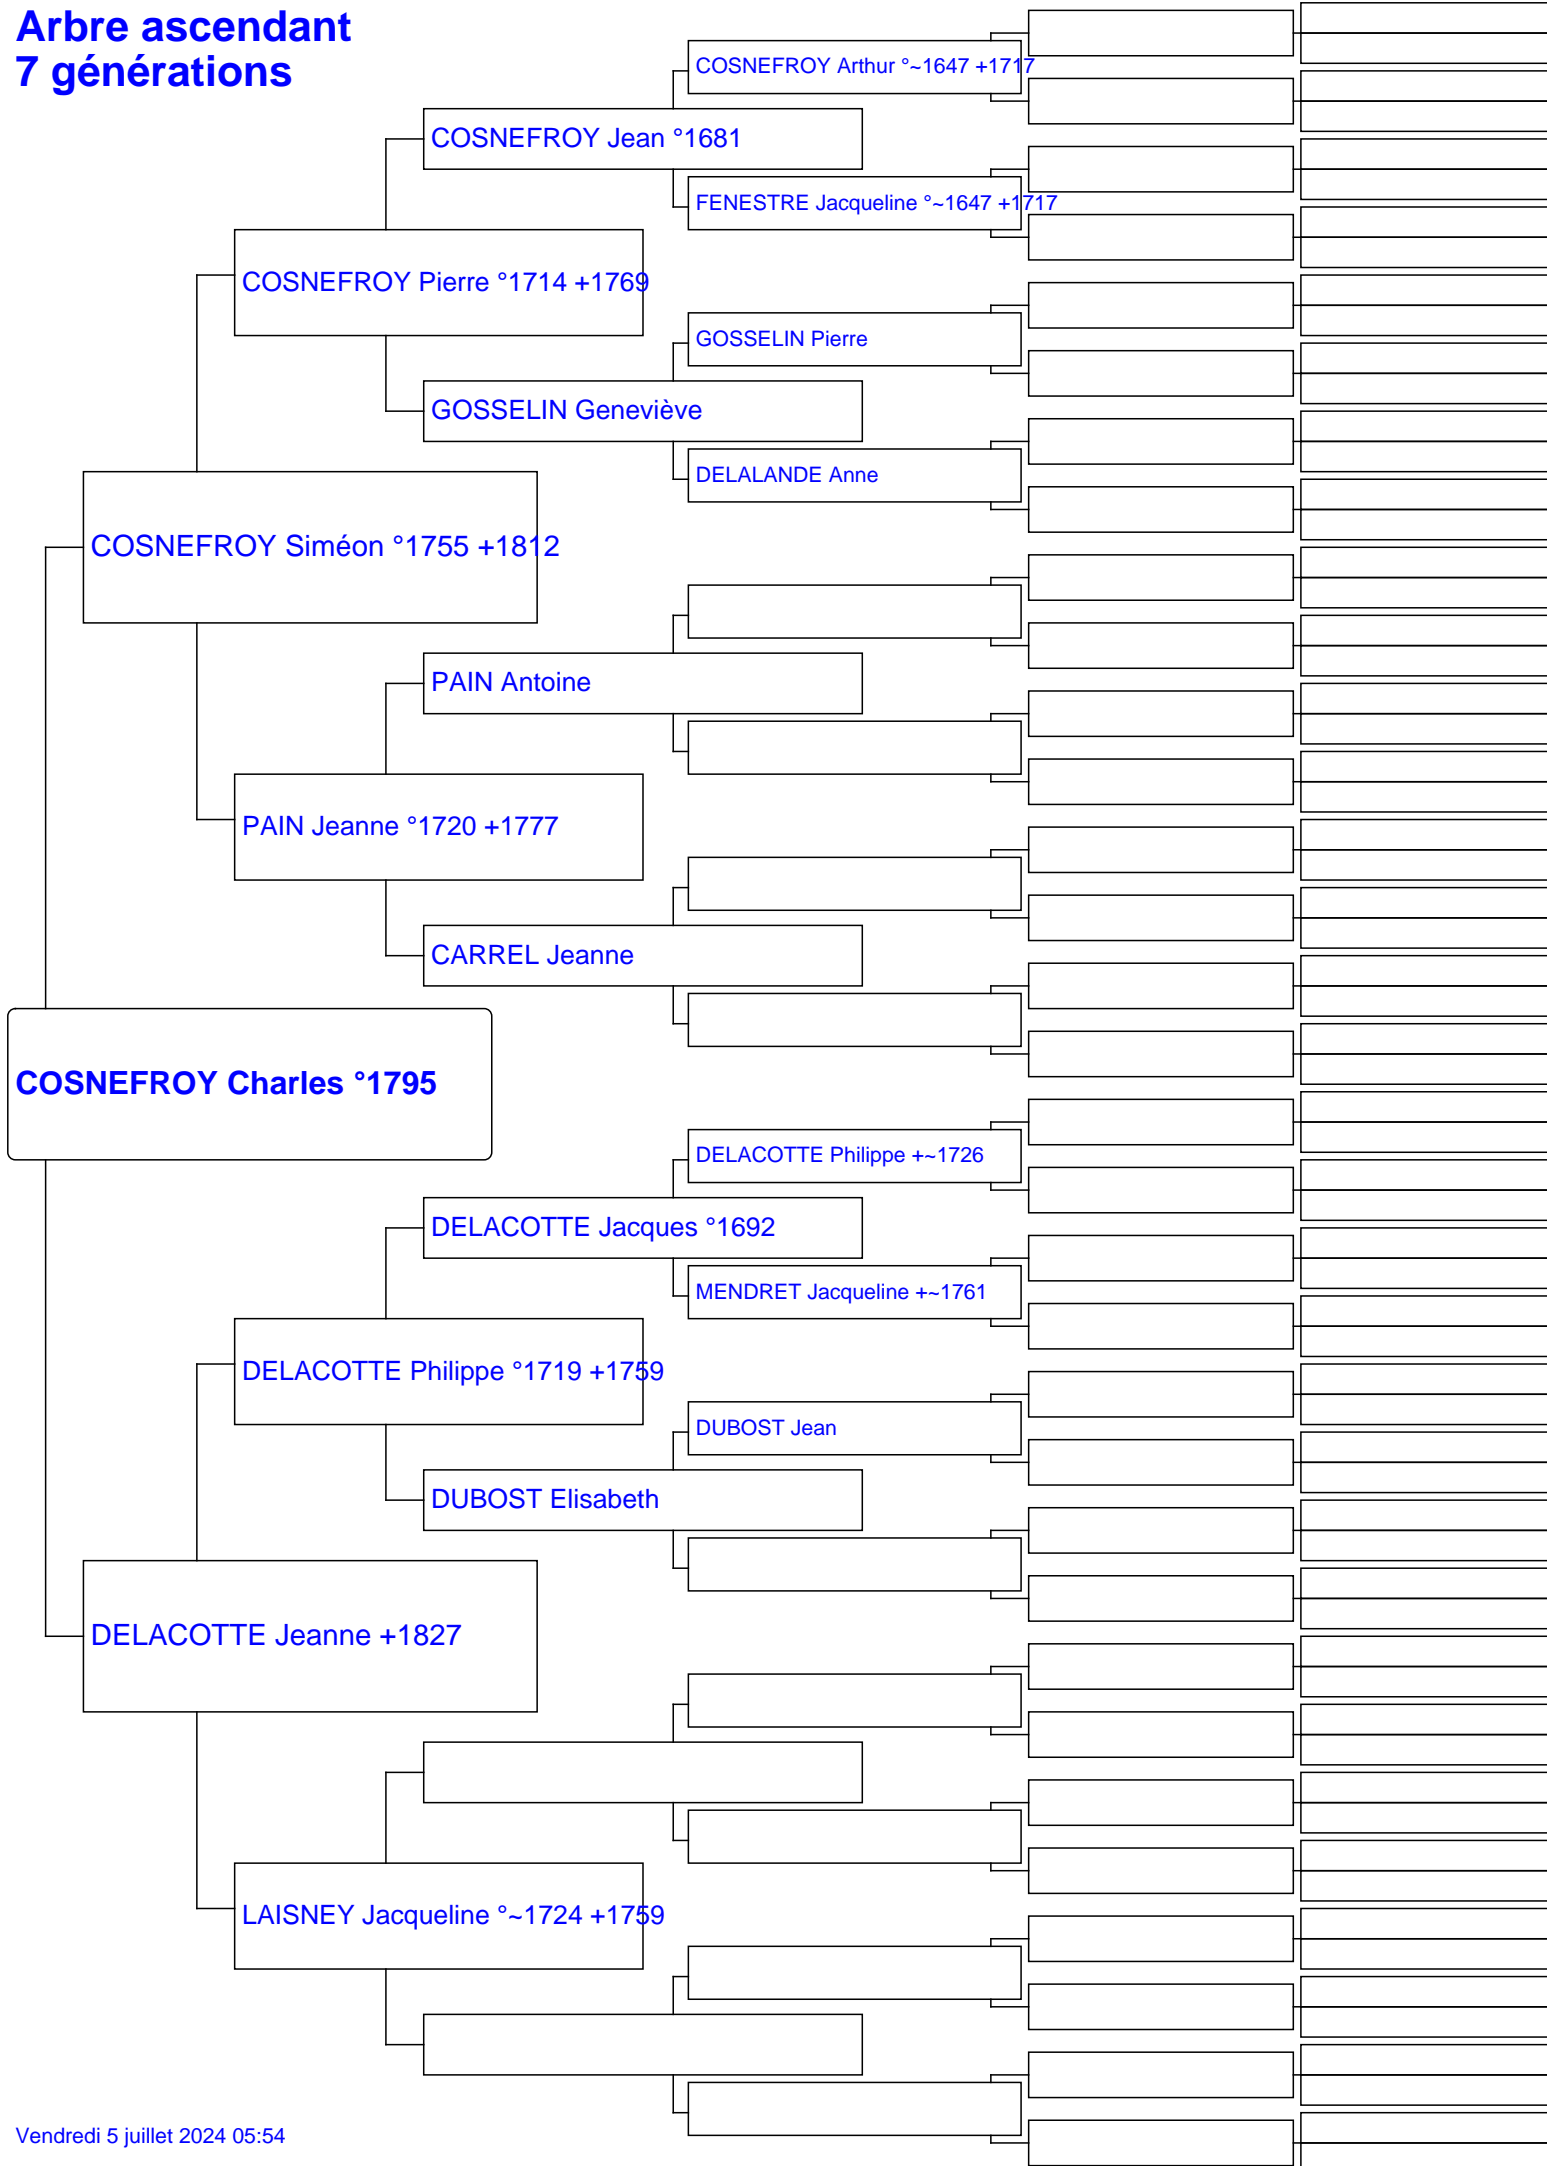 Arbre ascendant
7 générations
COSNEFROY Arthur °~1647 +1717
COSNEFROY Jean °1681
FENESTRE Jacqueline °~1647 +1717
COSNEFROY Pierre °1714 +1769
GOSSELIN Pierre
GOSSELIN Geneviève
DELALANDE Anne
COSNEFROY Siméon °1755 +1812
PAIN Antoine
PAIN Jeanne °1720 +1777
CARREL Jeanne
COSNEFROY Charles °1795
DELACOTTE Philippe +~1726
DELACOTTE Jacques °1692
MENDRET Jacqueline +~1761
DELACOTTE Philippe °1719 +1759
DUBOST Jean
DUBOST Elisabeth
DELACOTTE Jeanne +1827
LAISNEY Jacqueline °~1724 +1759
Vendredi 5 juillet 2024 05:54